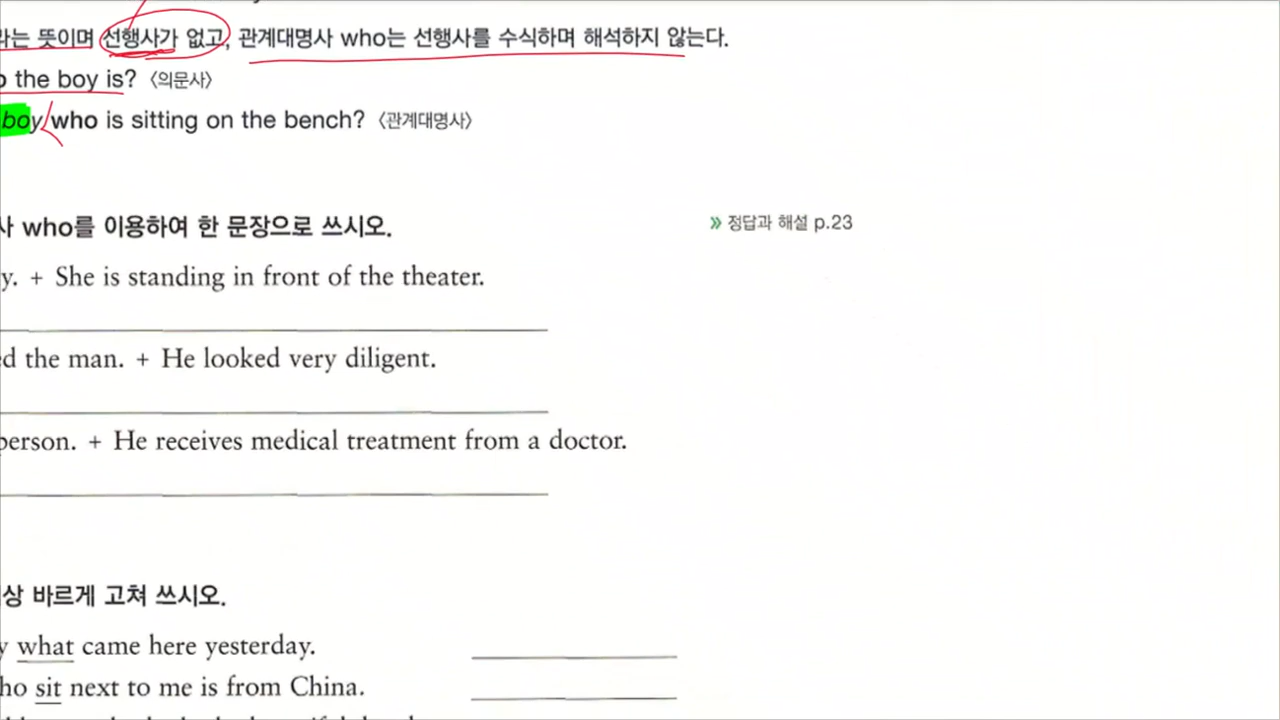 라는 뜻이며 선행사가 없고, 관계대명사 who는 선행사를 수식하며 해석하지 않는다.
the boy is? 〈의문사〉
boy who is sitting on the bench? 〈관계대명사〉
who를 이용하여 한 문장으로 쓰시오.
» 정답과 해설 p.23
y. + She is standing in front of the theater.
ed the man. + He looked very diligent.
person. + He receives medical treatment from a doctor.
상 바르게 고쳐 쓰시오.
what came here yesterday.
ho sit next to me is from China.